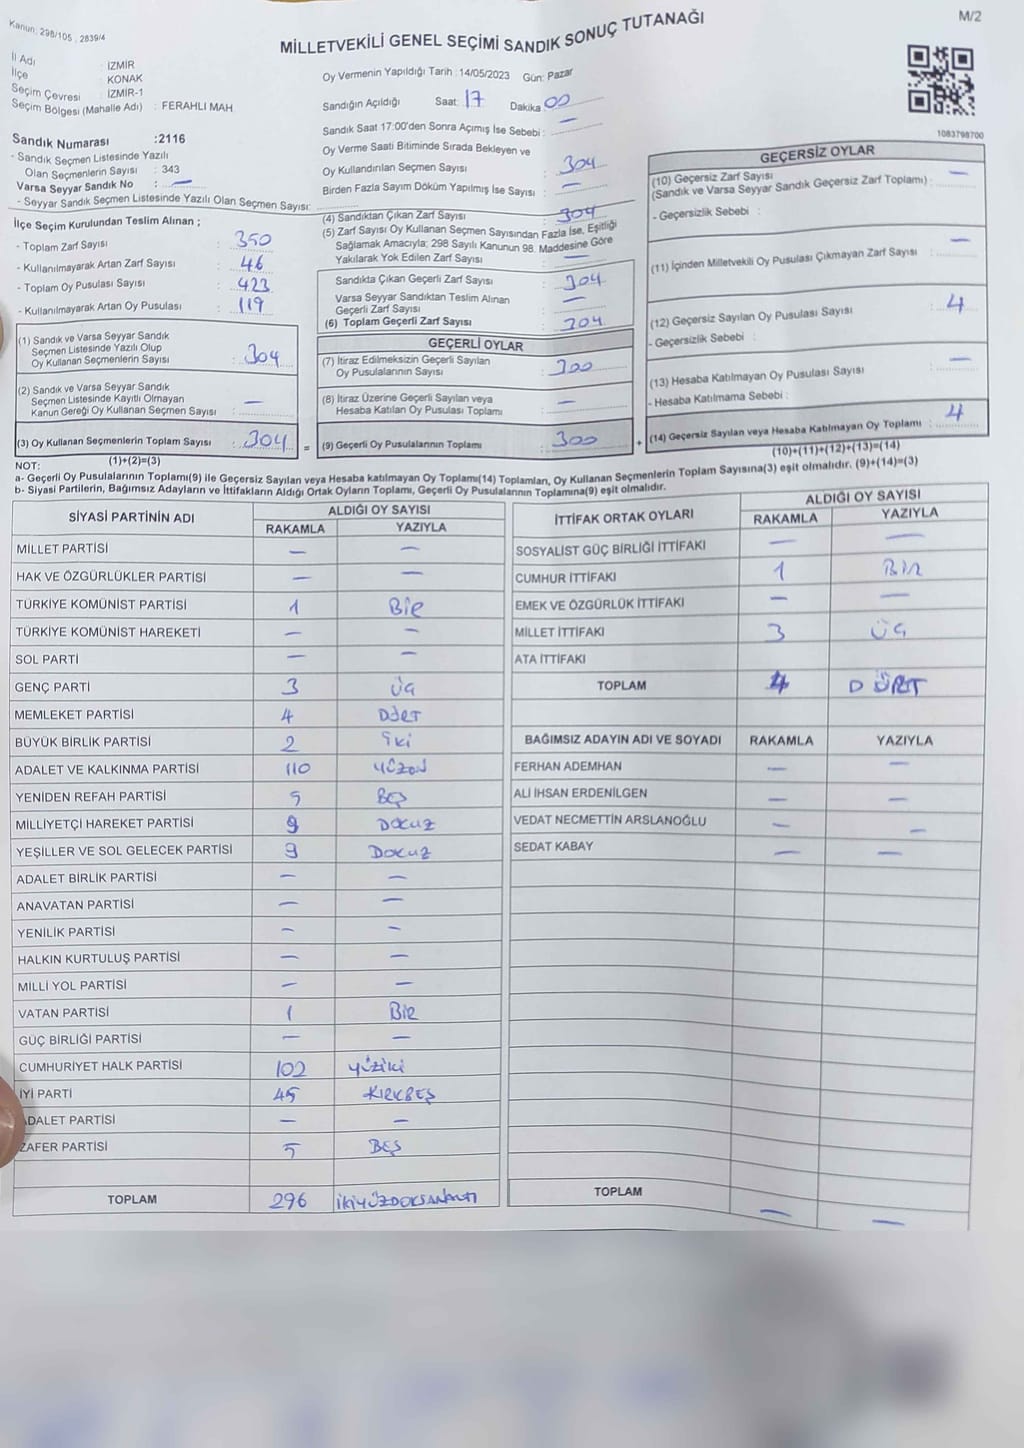 Kanun: 298/105 , 2839/4
M/2
MİLLETVEKİLİ GENEL SEÇİMİ SANDIK SONUÇ TUTANAĞI
İl Adı : İZMİR
İlçe : KONAK
Seçim Çevresi : İZMİR-1
Seçim Bölgesi (Mahalle Adı) : FERAHLI MAH
Sandık Numarası :2116
- Sandık Seçmen Listesinde Yazılı
Olan Seçmenlerin Sayısı : 343
Varsa Seyyar Sandık No : —
- Seyyar Sandık Seçmen Listesinde Yazılı Olan Seçmen Sayısı:
İlçe Seçim Kurulundan Teslim Alınan ;
- Toplam Zarf Sayısı : 350
- Kullanılmayarak Artan Zarf Sayısı : 46
- Toplam Oy Pusulası Sayısı : 423
- Kullanılmayarak Artan Oy Pusulası : 119
(1) Sandık ve Varsa Seyyar Sandık
Seçmen Listesinde Yazılı Olup
Oy Kullanan Seçmenlerin Sayısı : 304
(2) Sandık ve Varsa Seyyar Sandık
Seçmen Listesinde Kayıtlı Olmayan
Kanun Gereği Oy Kullanan Seçmen Sayısı : —
(3) Oy Kullanan Seçmenlerin Toplam Sayısı : 304 =
(1)+(2)=(3)
Oy Vermenin Yapıldığı Tarih : 14/05/2023 Gün: Pazar
Sandığın Açıldığı Saat: 17 Dakika 00
Sandık Saat 17:00'den Sonra Açımış İse Sebebi : —
Oy Verme Saati Bitiminde Sırada Bekleyen ve
Oy Kullandırılan Seçmen Sayısı : 304
Birden Fazla Sayım Döküm Yapılmış İse Sayısı : —
(4) Sandıktan Çıkan Zarf Sayısı : 304
(5) Zarf Sayısı Oy Kullanan Seçmen Sayısından Fazla İse, Eşitliği
Sağlamak Amacıyla; 298 Sayılı Kanunun 98. Maddesine Göre
Yakılarak Yok Edilen Zarf Sayısı : —
Sandıkta Çıkan Geçerli Zarf Sayısı : 304
Varsa Seyyar Sandıktan Teslim Alınan
Geçerli Zarf Sayısı : —
(6) Toplam Geçerli Zarf Sayısı : 304
GEÇERLİ OYLAR
(7) İtiraz Edilmeksizin Geçerli Sayılan
Oy Pusulalarının Sayısı : 300
(8) İtiraz Üzerine Geçerli Sayılan veya
Hesaba Katılan Oy Pusulası Toplamı : —
(9) Geçerli Oy Pusulalarının Toplamı : 300 +
1083798700
GEÇERSİZ OYLAR
(10) Geçersiz Zarf Sayısı
(Sandık ve Varsa Seyyar Sandık Geçersiz Zarf Toplamı) : —
- Geçersizlik Sebebi :
(11) İçinden Milletvekili Oy Pusulası Çıkmayan Zarf Sayısı : —
(12) Geçersiz Sayılan Oy Pusulası Sayısı : 4
- Geçersizlik Sebebi :
(13) Hesaba Katılmayan Oy Pusulası Sayısı : —
- Hesaba Katılmama Sebebi :
(14) Geçersiz Sayılan veya Hesaba Katılmayan Oy Toplamı : 4
(10)+(11)+(12)+(13)=(14)
NOT:
a- Geçerli Oy Pusulalarının Toplamı(9) ile Geçersiz Sayılan veya Hesaba katılmayan Oy Toplamı(14) Toplamları, Oy Kullanan Seçmenlerin Toplam Sayısına(3) eşit olmalıdır. (9)+(14)=(3)
b- Siyasi Partilerin, Bağımsız Adayların ve İttifakların Aldığı Ortak Oyların Toplamı, Geçerli Oy Pusulalarının Toplamına(9) eşit olmalıdır.
SİYASİ PARTİNİN ADI ALDIĞI OY SAYISI
RAKAMLA YAZIYLA
MİLLET PARTİSİ — —
HAK VE ÖZGÜRLÜKLER PARTİSİ — —
TÜRKİYE KOMÜNİST PARTİSİ 1 Bir
TÜRKİYE KOMÜNİST HAREKETİ — —
SOL PARTİ — —
GENÇ PARTİ 3 Üç
MEMLEKET PARTİSİ 4 Dört
BÜYÜK BİRLİK PARTİSİ 2 iki
ADALET VE KALKINMA PARTİSİ 110 YÜZON
YENİDEN REFAH PARTİSİ 5 BEŞ
MİLLİYETÇİ HAREKET PARTİSİ 9 DOKUZ
YEŞİLLER VE SOL GELECEK PARTİSİ 9 DOKUZ
ADALET BİRLİK PARTİSİ — —
ANAVATAN PARTİSİ — —
YENİLİK PARTİSİ — —
HALKIN KURTULUŞ PARTİSİ — —
MİLLİ YOL PARTİSİ — —
VATAN PARTİSİ 1 Bir
GÜÇ BİRLİĞİ PARTİSİ — —
CUMHURİYET HALK PARTİSİ 102 yüziki
İYİ PARTİ 45 KIRKBEŞ
ADALET PARTİSİ — —
ZAFER PARTİSİ 5 BEŞ
TOPLAM 296 İKİYÜZDOKSANALTI
İTTİFAK ORTAK OYLARI ALDIĞI OY SAYISI
RAKAMLA YAZIYLA
SOSYALİST GÜÇ BİRLİĞİ İTTİFAKI — —
CUMHUR İTTİFAKI 1 Bir
EMEK VE ÖZGÜRLÜK İTTİFAKI — —
MİLLET İTTİFAKI 3 ÜÇ
ATA İTTİFAKI
TOPLAM 4 DÖRT
BAĞIMSIZ ADAYIN ADI VE SOYADI RAKAMLA YAZIYLA
FERHAN ADEMHAN — —
ALİ İHSAN ERDENİLGEN — —
VEDAT NECMETTİN ARSLANOĞLU — —
SEDAT KABAY — —
TOPLAM — —